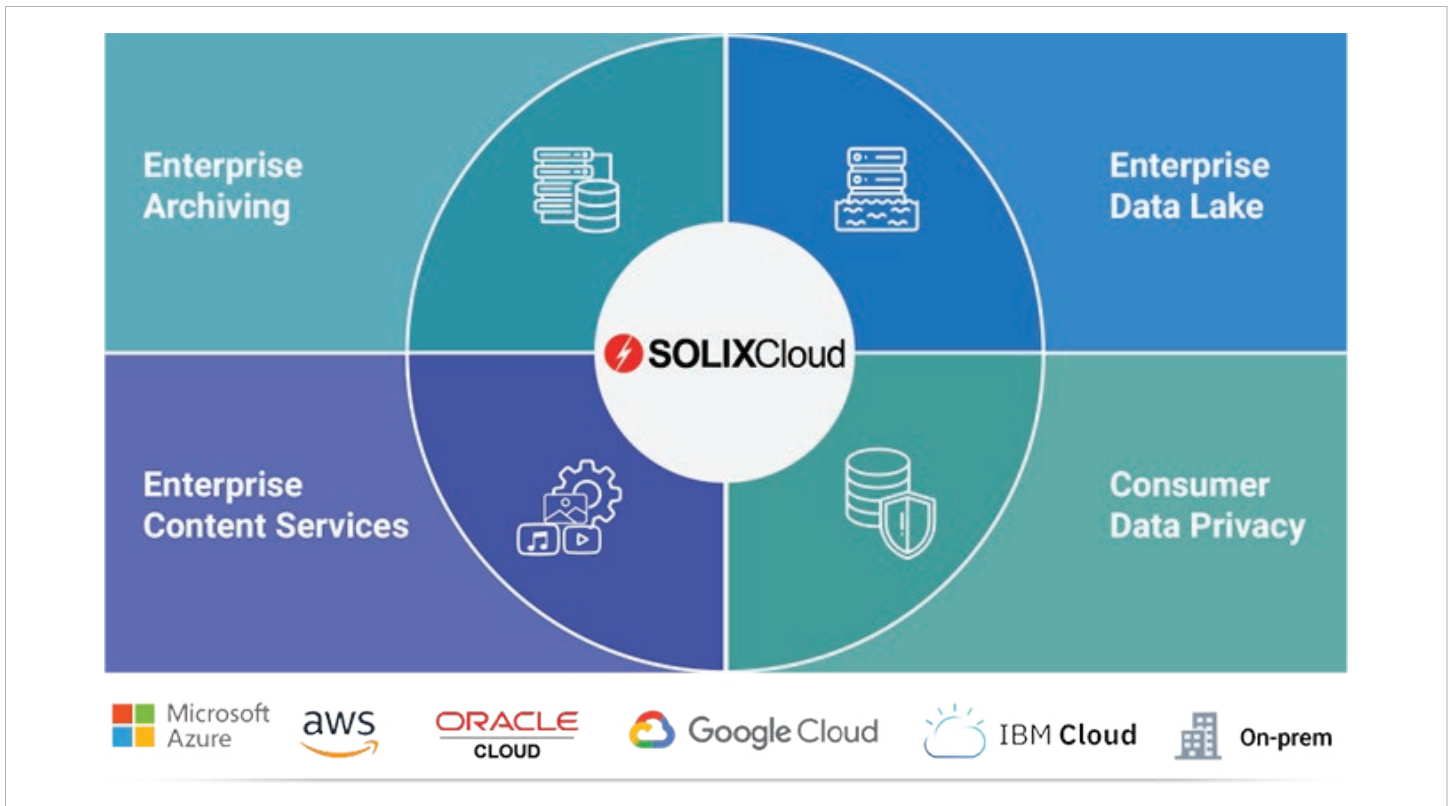 Enterprise
Archiving
Enterprise
Data Lake
SOLIXCloud
Enterprise
Content Services
Consumer
Data Privacy
Microsoft
Azure
aws
ORACLE
CLOUD
Google Cloud
IBM Cloud
On-prem